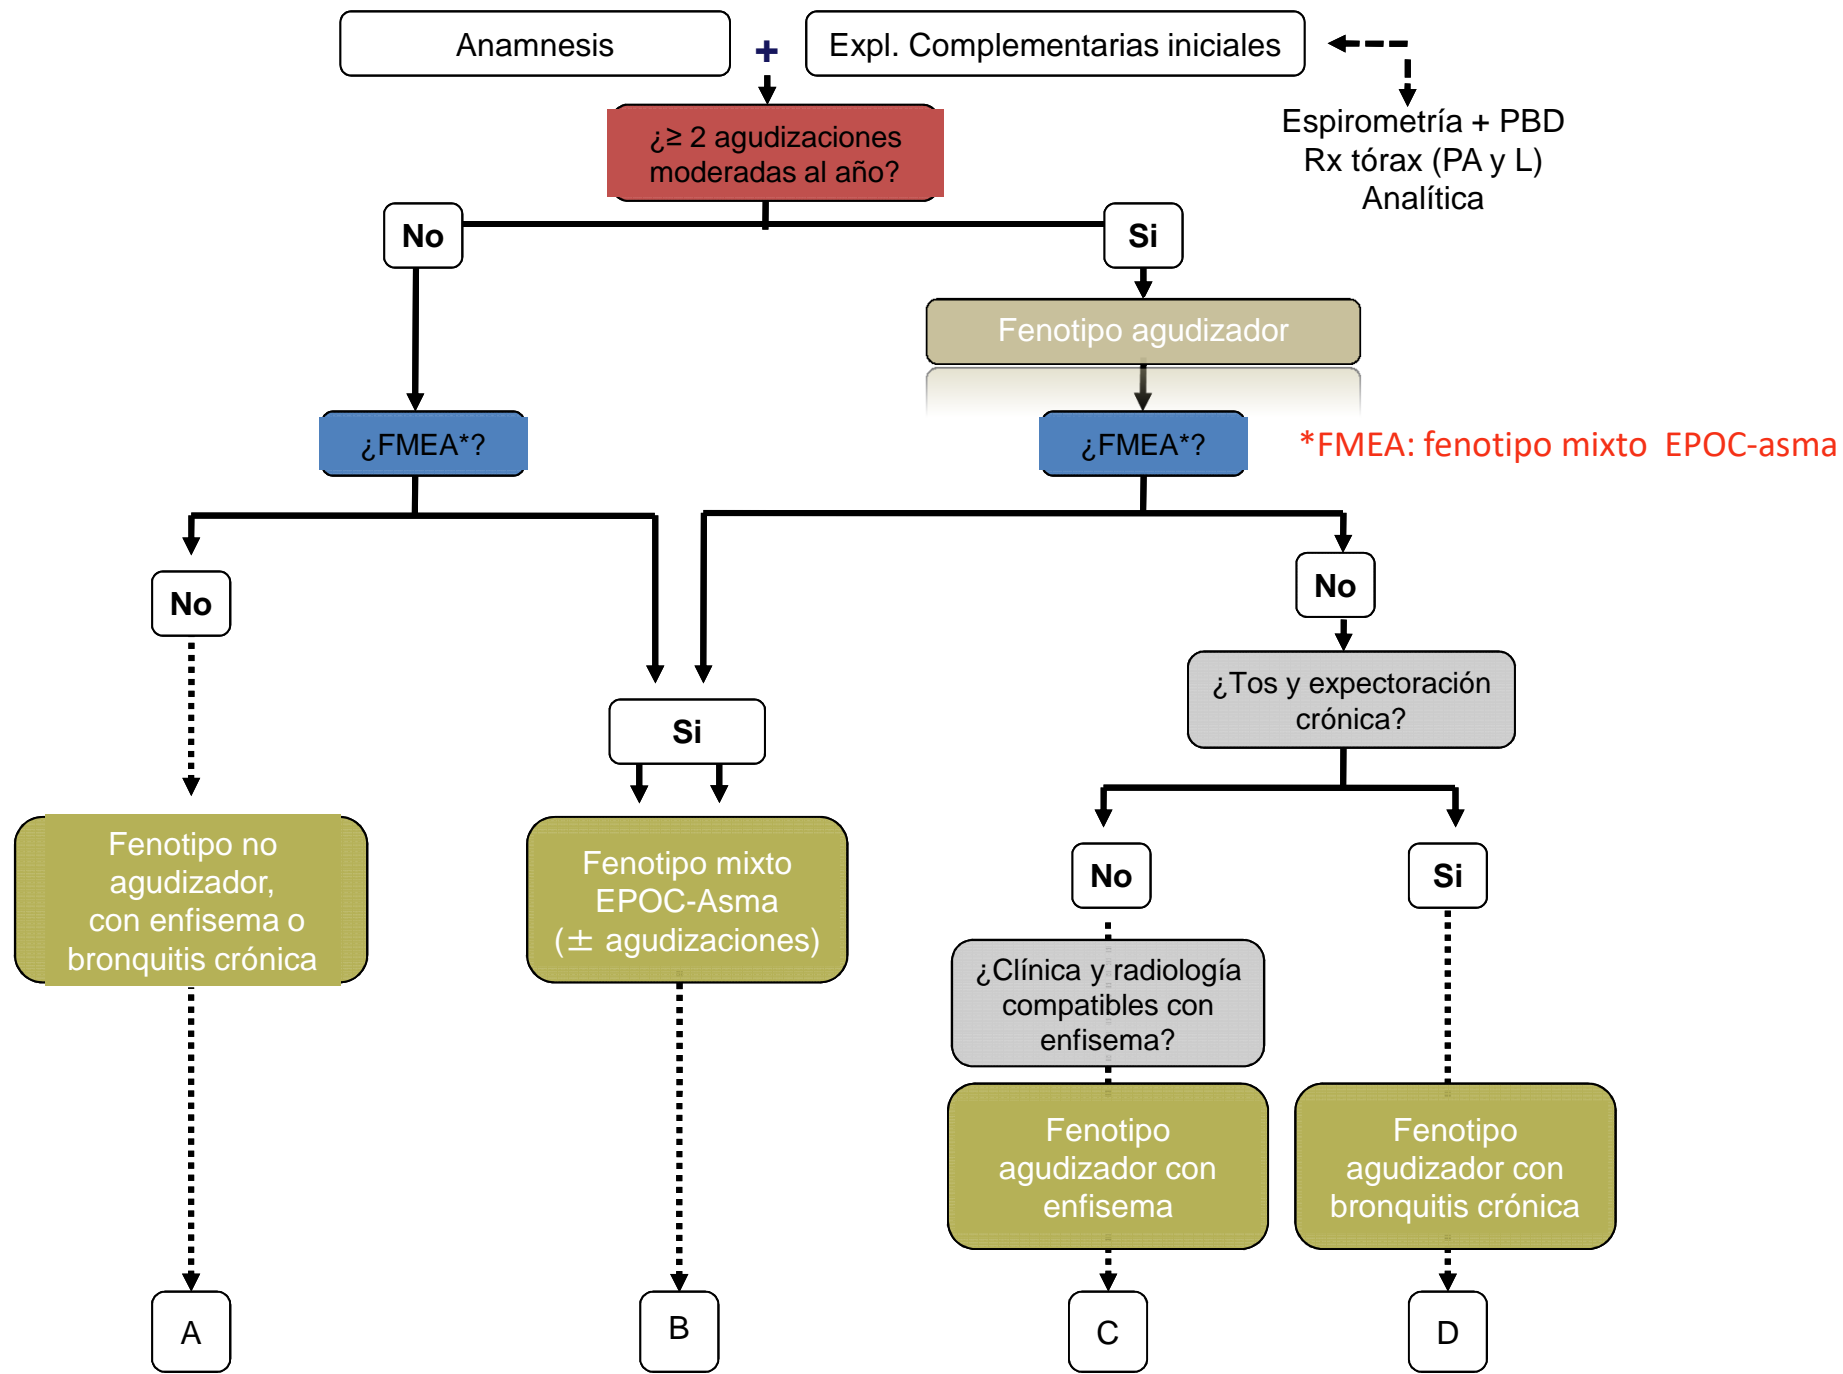 Anamnesis
+
Expl. Complementarias iniciales
Espirometría + PBD
Rx tórax (PA y L)
Analítica
¿≥ 2 agudizaciones
moderadas al año?
No
Si
Fenotipo agudizador
¿FMEA*?
¿FMEA*?
*FMEA: fenotipo mixto EPOC-asma
No
No
¿Tos y expectoración
crónica?
Si
Fenotipo no
agudizador,
con enfisema o
bronquitis crónica
Fenotipo mixto
EPOC-Asma
(± agudizaciones)
No
Si
¿Clínica y radiología
compatibles con
enfisema?
Fenotipo
agudizador con
enfisema
Fenotipo
agudizador con
bronquitis crónica
A
B
C
D